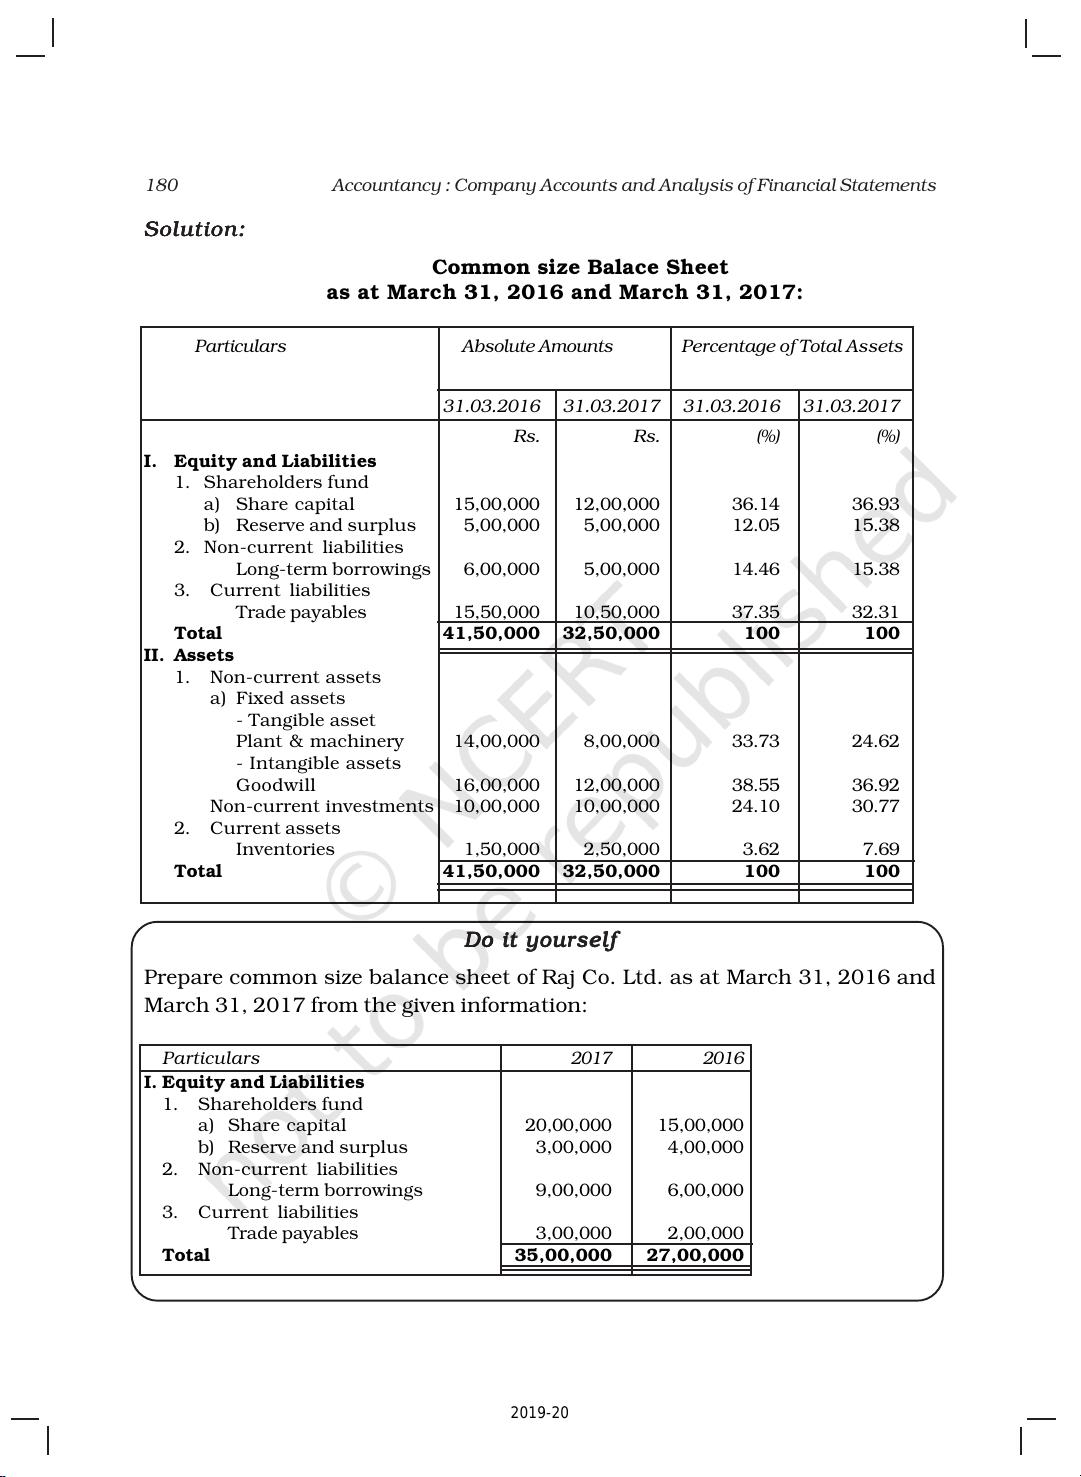 180 Accountancy : Company Accounts and Analysis of Financial Statements
Solution:
Common size Balace Sheet
as at March 31, 2016 and March 31, 2017:
Particulars Absolute Amounts Percentage of Total Assets
31.03.2016 31.03.2017 31.03.2016 31.03.2017
Rs. Rs. (%) (%)
I. Equity and Liabilities
1. Shareholders fund
a) Share capital 15,00,000 12,00,000 36.14 36.93
b) Reserve and surplus 5,00,000 5,00,000 12.05 15.38
2. Non-current liabilities
Long-term borrowings 6,00,000 5,00,000 14.46 15.38
3. Current liabilities
Trade payables 15,50,000 10,50,000 37.35 32.31
Total 41,50,000 32,50,000 100 100
II. Assets
1. Non-current assets
a) Fixed assets
- Tangible asset
Plant & machinery 14,00,000 8,00,000 33.73 24.62
- Intangible assets
Goodwill 16,00,000 12,00,000 38.55 36.92
Non-current investments 10,00,000 10,00,000 24.10 30.77
2. Current assets
Inventories 1,50,000 2,50,000 3.62 7.69
Total 41,50,000 32,50,000 100 100
Do it yourself
Prepare common size balance sheet of Raj Co. Ltd. as at March 31, 2016 and
March 31, 2017 from the given information:
Particulars 2017 2016
I. Equity and Liabilities
1. Shareholders fund
a) Share capital 20,00,000 15,00,000
b) Reserve and surplus 3,00,000 4,00,000
2. Non-current liabilities
Long-term borrowings 9,00,000 6,00,000
3. Current liabilities
Trade payables 3,00,000 2,00,000
Total 35,00,000 27,00,000
2019-20
© NCERT
not to be republished